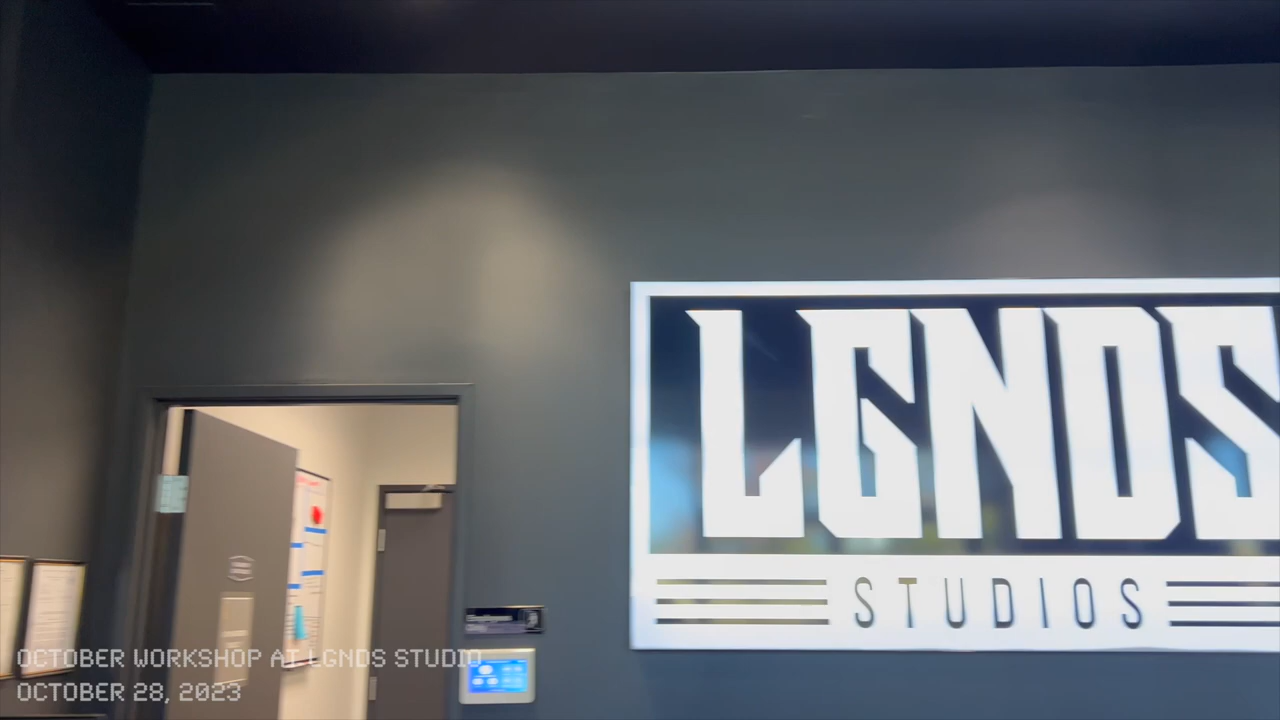 LGNDS
STUDIOS
OCTOBER WORKSHOP AT LGNDS STUDIO
OCTOBER 28, 2023